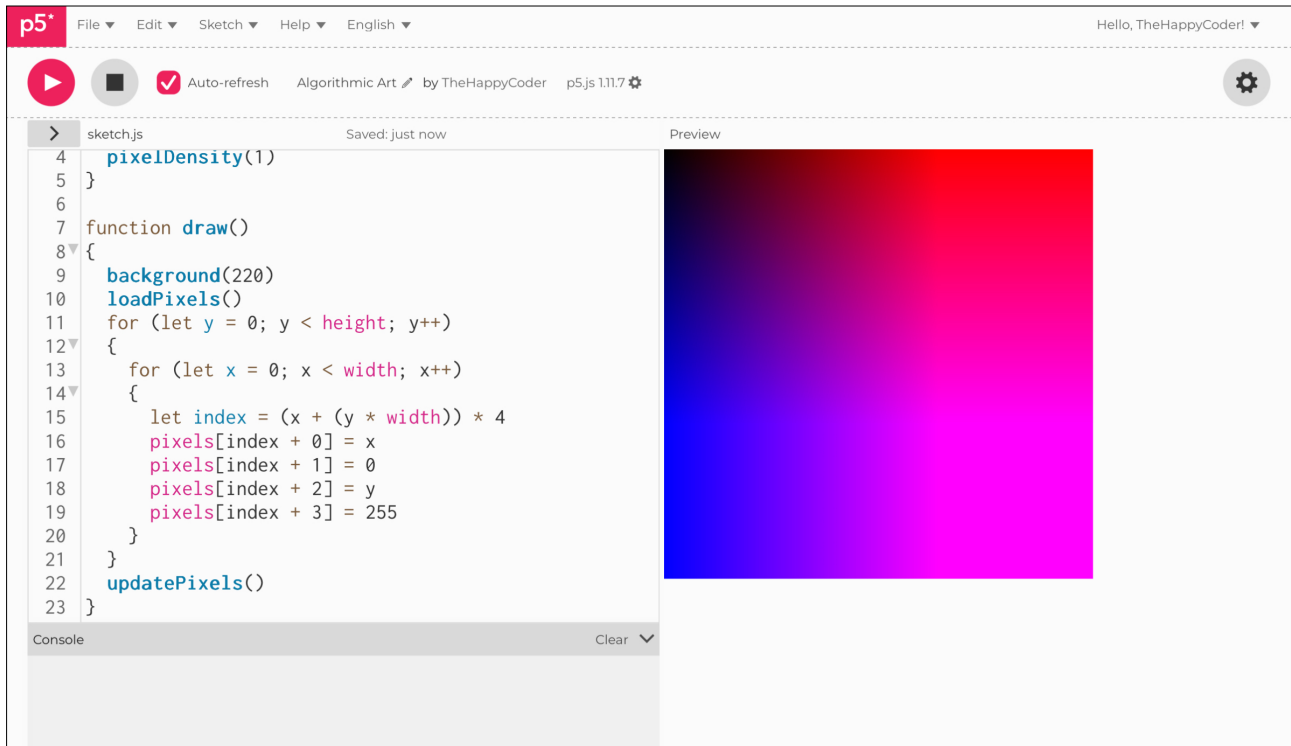 p5* File Edit Sketch Help English Hello, TheHappyCoder!
Auto-refresh Algorithmic Art by TheHappyCoder p5.js 1.11.7
sketch.js Saved: just now Preview
4 pixelDensity(1)
5 }
6
7 function draw()
8 {
9 background(220)
10 loadPixels()
11 for (let y = 0; y < height; y++)
12 {
13 for (let x = 0; x < width; x++)
14 {
15 let index = (x + (y * width)) * 4
16 pixels[index + 0] = x
17 pixels[index + 1] = 0
18 pixels[index + 2] = y
19 pixels[index + 3] = 255
20 }
21 }
22 updatePixels()
23 }
Console Clear